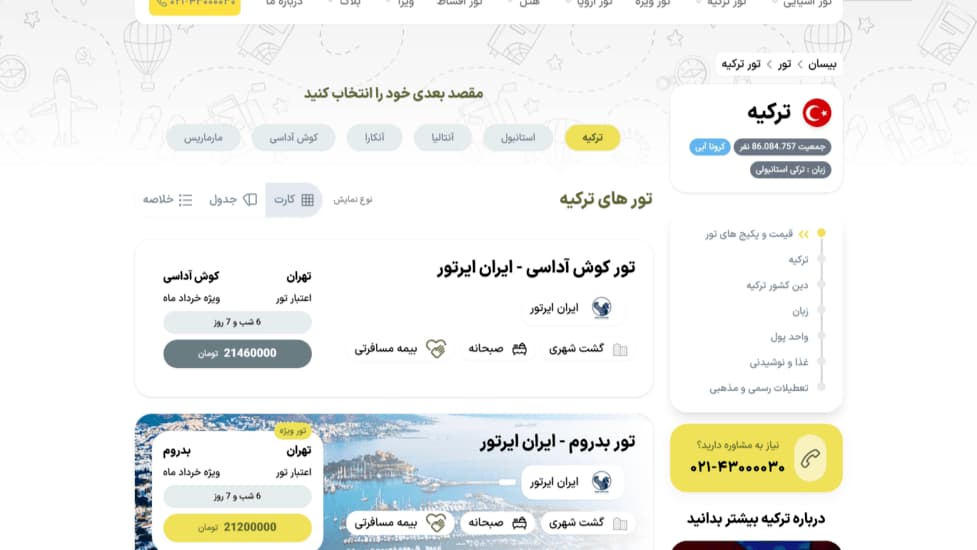 تور آسیایی
تور ترکیه
تور اروپا
تور ویژه
هتل
تور اقساط
ویزا
بلاگ
درباره ما
۰۲۱-۴۳۰۰۰۰۳۰
بیسان > تور > تور ترکیه
ترکیه
جمعیت 86.084.757 نفر
کرونا آبی
زبان : ترکی استانبولی
قیمت و پکیج های تور
ترکیه
دین کشور ترکیه
زبان
واحد پول
غذا و نوشیدنی
تعطیلات رسمی و مذهبی
نیاز به مشاوره دارید؟
۰۲۱-۴۳۰۰۰۰۳۰
درباره ترکیه بیشتر بدانید
مقصد بعدی خود را انتخاب کنید
ترکیه
استانبول
آنتالیا
آنکارا
کوش آداسی
مارماریس
تور های ترکیه
نوع نمایش
کارت
جدول
خلاصه
تور کوش آداسی - ایران ایرتور
ایران ایرتور
گشت شهری
صبحانه
بیمه مسافرتی
تهران
کوش آداسی
اعتبار تور
ویژه خرداد ماه
6 شب و 7 روز
21460000 تومان
تور بدروم - ایران ایرتور
ایران ایرتور
گشت شهری
صبحانه
بیمه مسافرتی
تور ویژه
تهران
بدروم
اعتبار تور
ویژه خرداد ماه
6 شب و 7 روز
21200000 تومان